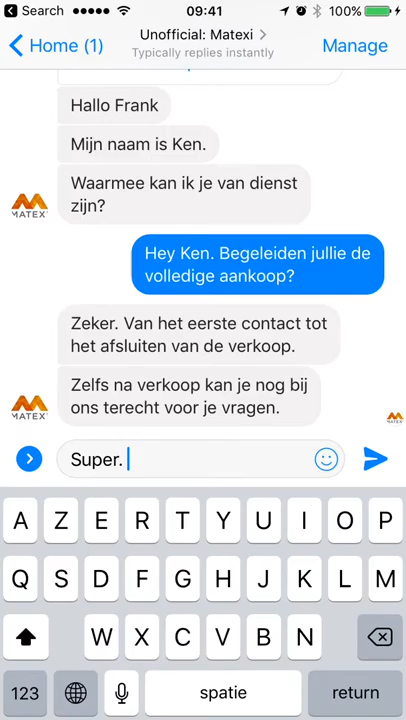 Search 09:41 100%
Home (1) Unofficial: Matexi Manage
Typically replies instantly
Hallo Frank
Mijn naam is Ken.
Waarmee kan ik je van dienst
zijn?
MATEXI
Hey Ken. Begeleiden jullie de
volledige aankoop?
Zeker. Van het eerste contact tot
het afsluiten van de verkoop.
Zelfs na verkoop kan je nog bij
ons terecht voor je vragen.
MATEXI
Super.
A Z E R T Y U I O P
Q S D F G H J K L M
W X C V B N
123 spatie return